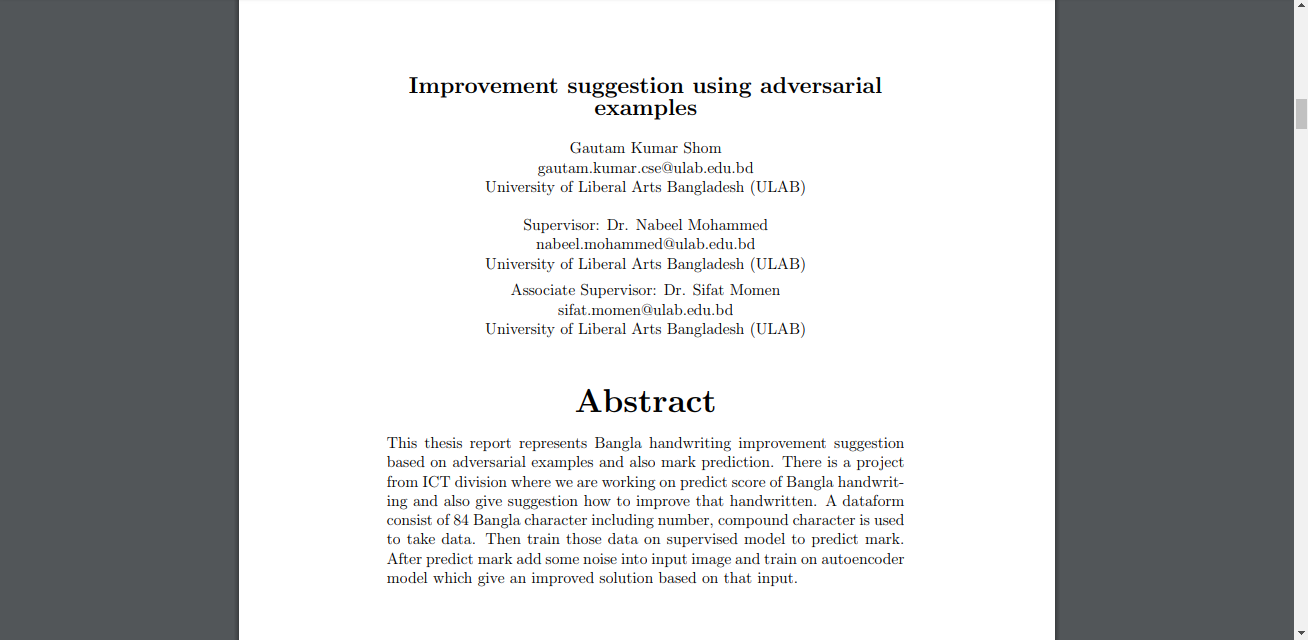 Improvement suggestion using adversarial
examples
Gautam Kumar Shom
gautam.kumar.cse@ulab.edu.bd
University of Liberal Arts Bangladesh (ULAB)
Supervisor: Dr. Nabeel Mohammed
nabeel.mohammed@ulab.edu.bd
University of Liberal Arts Bangladesh (ULAB)
Associate Supervisor: Dr. Sifat Momen
sifat.momen@ulab.edu.bd
University of Liberal Arts Bangladesh (ULAB)
Abstract
This thesis report represents Bangla handwriting improvement suggestion
based on adversarial examples and also mark prediction. There is a project
from ICT division where we are working on predict score of Bangla handwrit-
ing and also give suggestion how to improve that handwritten. A dataform
consist of 84 Bangla character including number, compound character is used
to take data. Then train those data on supervised model to predict mark.
After predict mark add some noise into input image and train on autoencoder
model which give an improved solution based on that input.